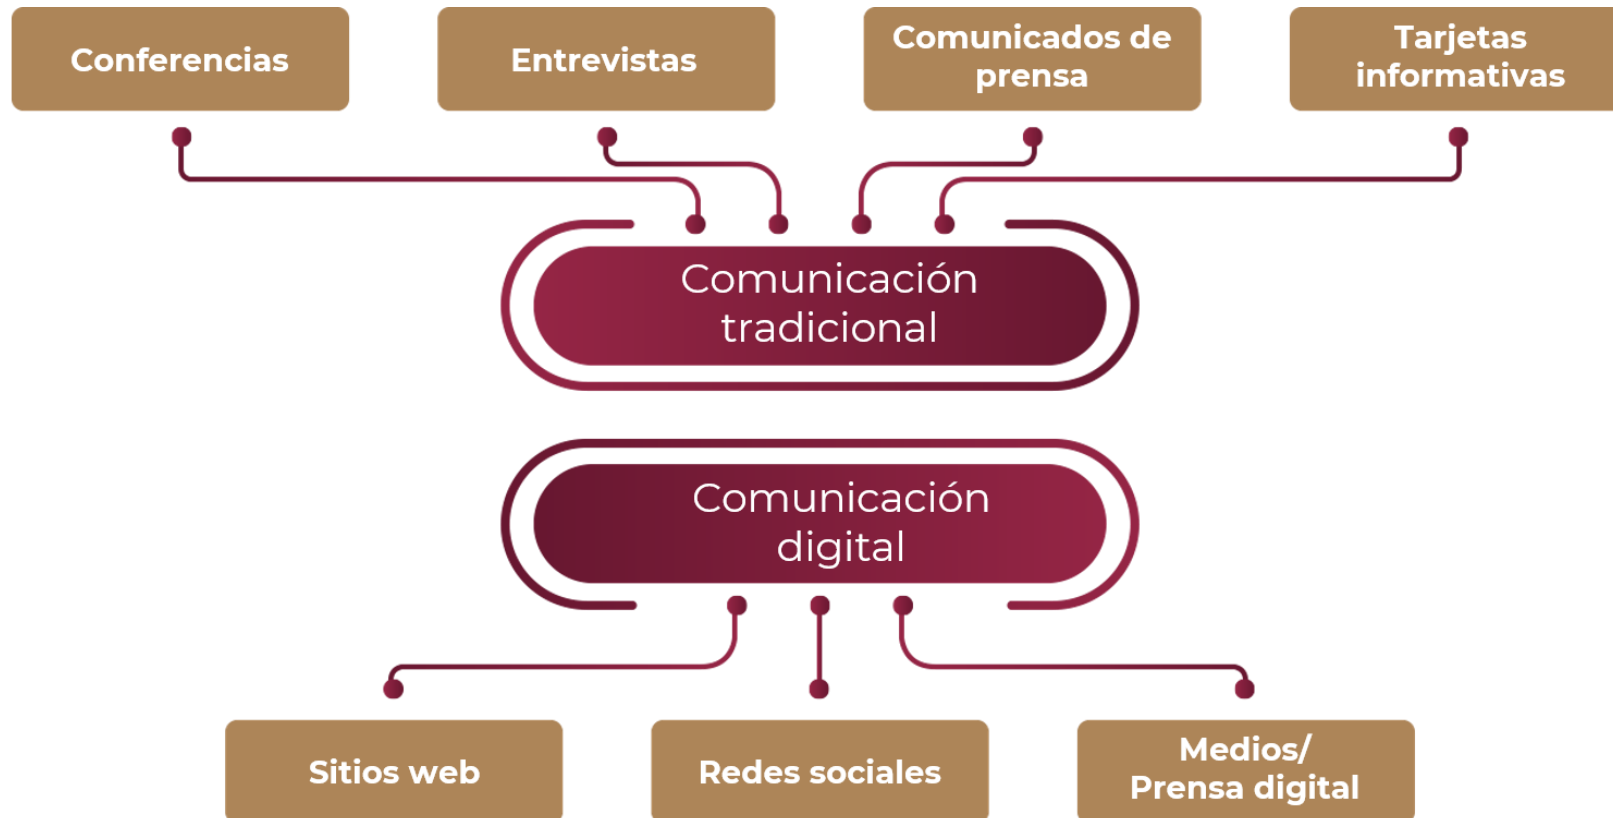 Conferencias
Entrevistas
Comunicados de
prensa
Tarjetas
informativas
Comunicación
tradicional
Comunicación
digital
Sitios web
Redes sociales
Medios/
Prensa digital